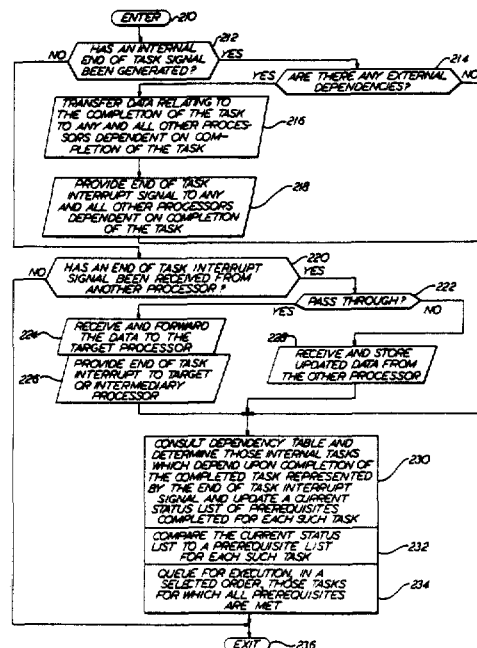 ENTER 210
212
NO HAS AN INTERNAL YES
END OF TASK SIGNAL
BEEN GENERATED?
214
YES ARE THERE ANY EXTERNAL NO
DEPENDENCIES?
TRANSFER DATA RELATING TO
THE COMPLETION OF THE TASK
TO ANY AND ALL OTHER PROCES-
SORS DEPENDENT ON COM-
PLETION OF THE TASK
216
PROVIDE END OF TASK
INTERRUPT SIGNAL TO ANY
AND ALL OTHER PROCESSORS
DEPENDENT ON COMPLETION
OF THE TASK
218
220
NO HAS AN END OF TASK INTERRUPT YES
SIGNAL BEEN RECEIVED FROM
ANOTHER PROCESSOR?
222
YES PASS THROUGH? NO
224
RECEIVE AND FORWARD
THE DATA TO THE
TARGET PROCESSOR
226
PROVIDE END OF TASK
INTERRUPT TO TARGET
OR INTERMEDIARY
PROCESSOR
228
RECEIVE AND STORE
UPDATED DATA FROM
THE OTHER PROCESSOR
CONSULT DEPENDENCY TABLE AND
DETERMINE THOSE INTERNAL TASKS
WHICH DEPEND UPON COMPLETION OF
THE COMPLETED TASK REPRESENTED
BY THE END OF TASK INTERRUPT
SIGNAL AND UPDATE A CURRENT
STATUS LIST OF PREREQUISITES
COMPLETED FOR EACH SUCH TASK
230
COMPARE THE CURRENT STATUS
LIST TO A PREREQUISITE LIST
FOR EACH SUCH TASK
232
QUEUE FOR EXECUTION, IN A
SELECTED ORDER, THOSE TASKS
FOR WHICH ALL PREREQUISITES
ARE MET
234
EXIT 236